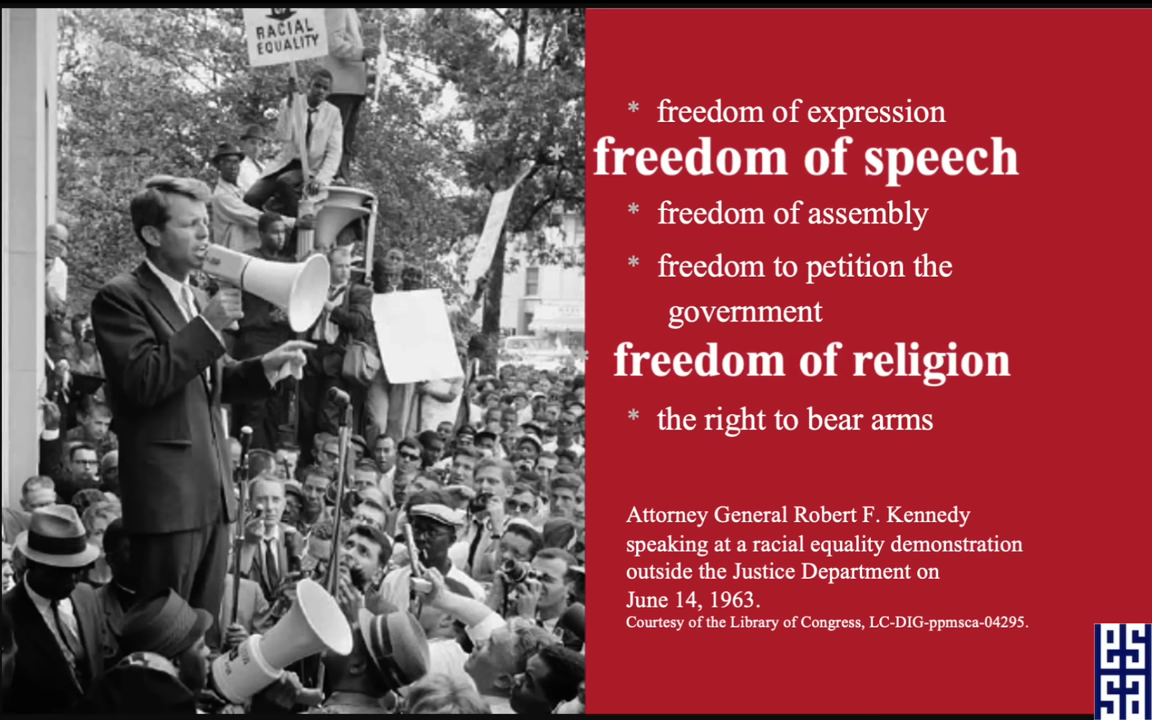 RACIAL
EQUALITY
* freedom of expression
* freedom of speech
* freedom of assembly
* freedom to petition the
government
* freedom of religion
* the right to bear arms
Attorney General Robert F. Kennedy
speaking at a racial equality demonstration
outside the Justice Department on
June 14, 1963.
Courtesy of the Library of Congress, LC-DIG-ppmsca-04295.
essa